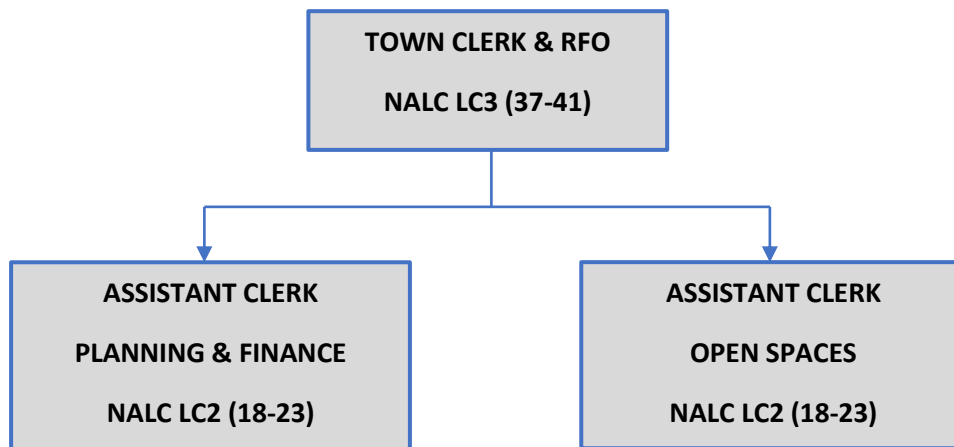 TOWN CLERK & RFO
NALC LC3 (37-41)
ASSISTANT CLERK
PLANNING & FINANCE
NALC LC2 (18-23)
ASSISTANT CLERK
OPEN SPACES
NALC LC2 (18-23)